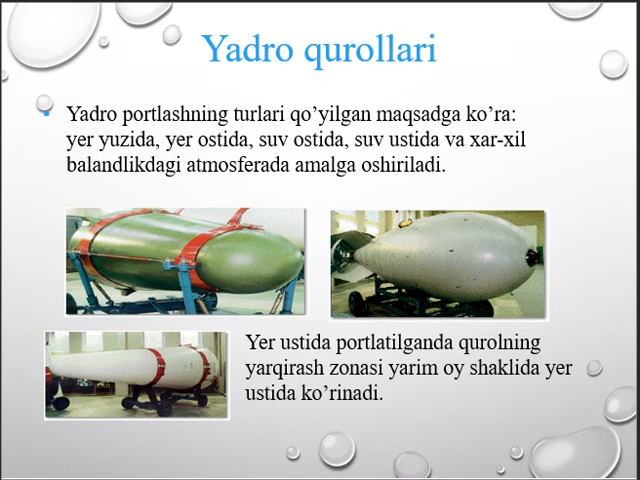 Yadro qurollari
Yadro portlashning turlari qo’yilgan maqsadga ko’ra:
yer yuzida, yer ostida, suv ostida, suv ustida va xar-xil
balandlikdagi atmosferada amalga oshiriladi.
Yer ustida portlatilganda qurolning
yarqirash zonasi yarim oy shaklida yer
ustida ko’rinadi.